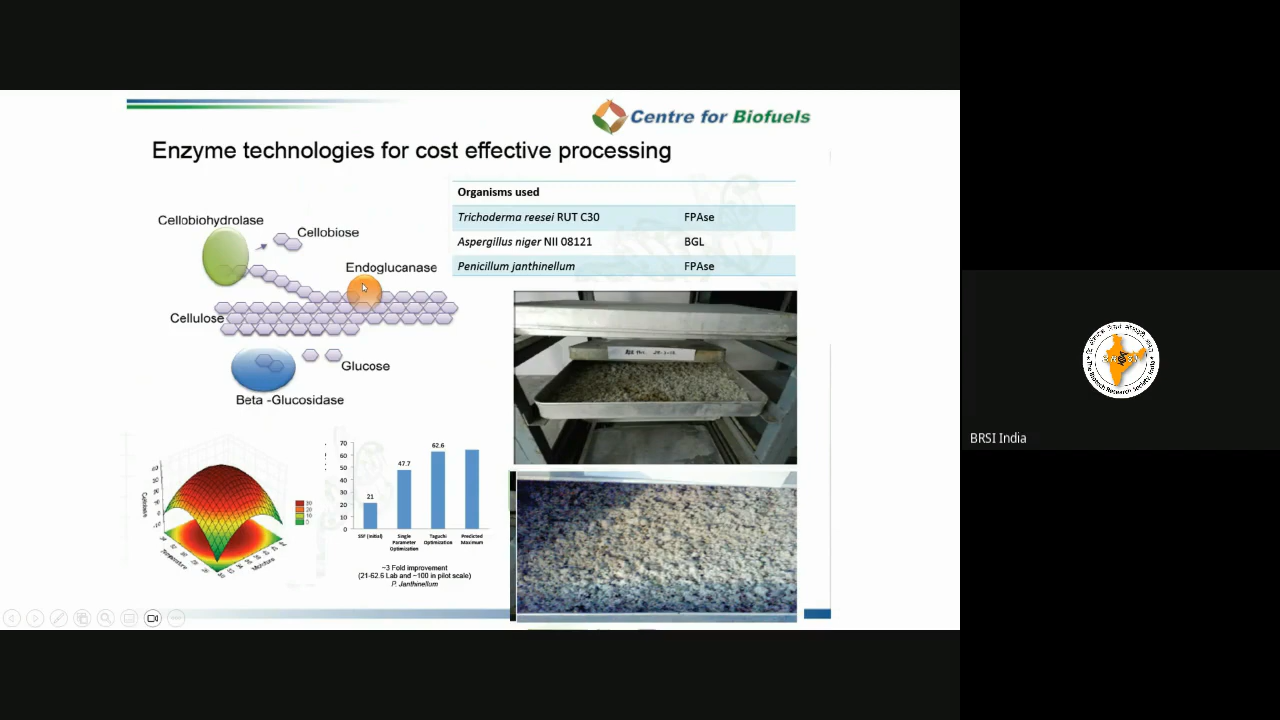 Centre for Biofuels
Enzyme technologies for cost effective processing
Cellobiohydrolase
Cellobiose
Endoglucanase
Cellulose
Glucose
Beta -Glucosidase
Organisms used
Trichoderma reesei RUT C30 FPAse
Aspergillus niger NII 08121 BGL
Penicillum janthinellum FPAse
70
60
50
40
30
20
10
0
21
47.7
62.6
SSF (Initial)
Single Parameter Optimization
Taguchi Optimization
Predicted Maximum
~3 Fold improvement
(21-62.6 Lab and ~100 in pilot scale)
P. Janthinellum
BRSI India